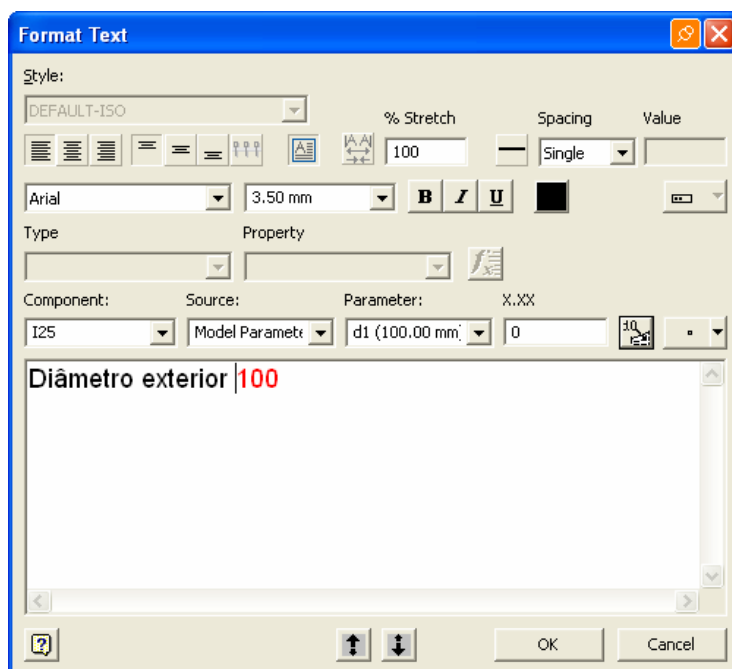 Format Text
Style:
DEFAULT-ISO
% Stretch Spacing Value
100 Single
Arial 3.50 mm B I U
Type Property
Component: Source: Parameter: X.XX
I25 Model Paramete d1 (100.00 mm) 0
Diâmetro exterior 100
OK Cancel